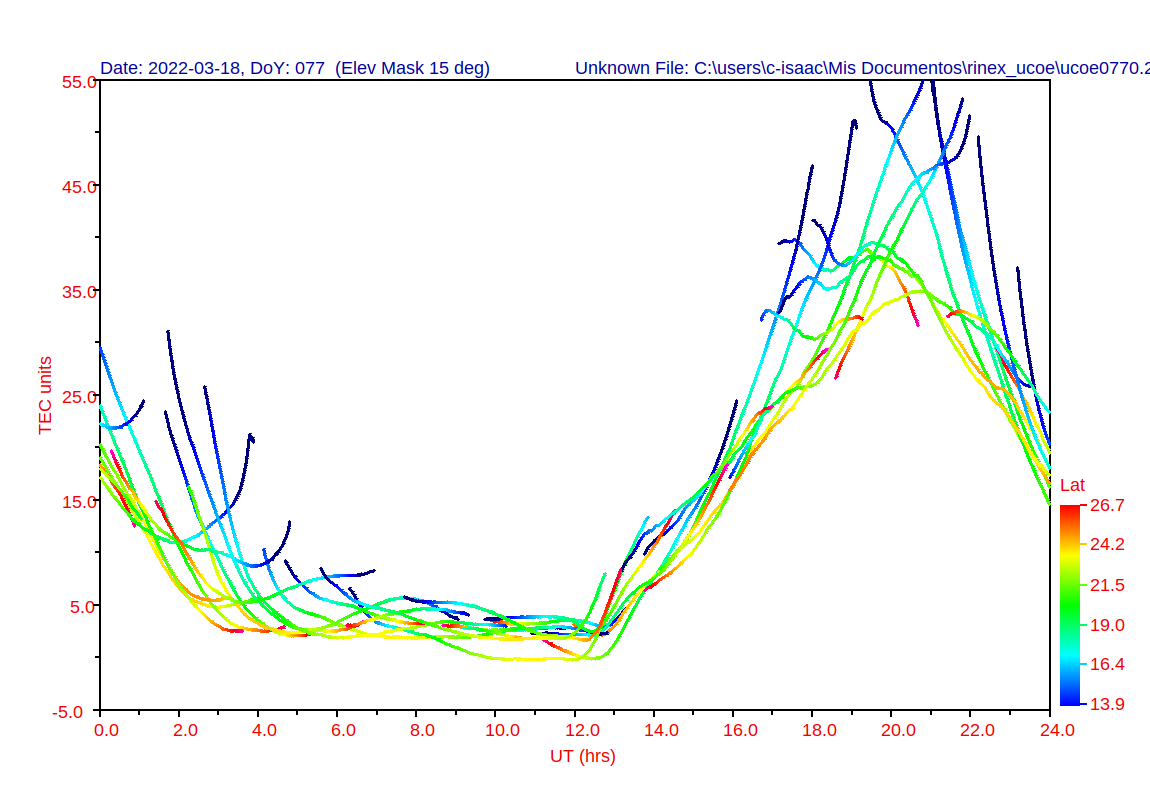 Date: 2022-03-18, DoY: 077  (Elev Mask 15 deg)
Unknown File: C:\users\c-isaac\Mis Documentos\rinex_ucoe\ucoe0770.2
55.0
45.0
35.0
25.0
15.0
5.0
-5.0
TEC units
0.0 2.0 4.0 6.0 8.0 10.0 12.0 14.0 16.0 18.0 20.0 22.0 24.0
UT (hrs)
Lat
26.7
24.2
21.5
19.0
16.4
13.9